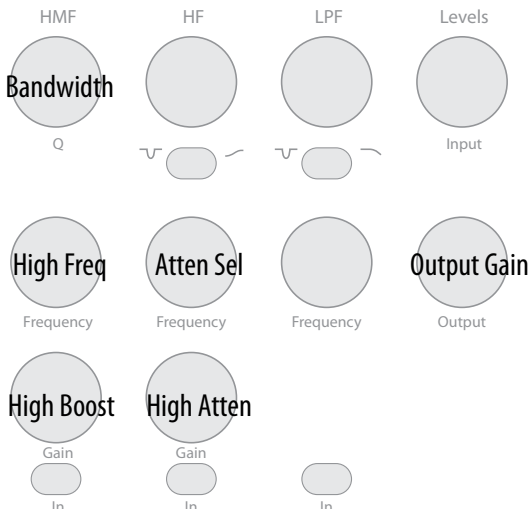 HMF HF LPF Levels
Bandwidth
Q Input
High Freq Atten Sel Output Gain
Frequency Frequency Frequency Output
High Boost High Atten
Gain Gain
In In In